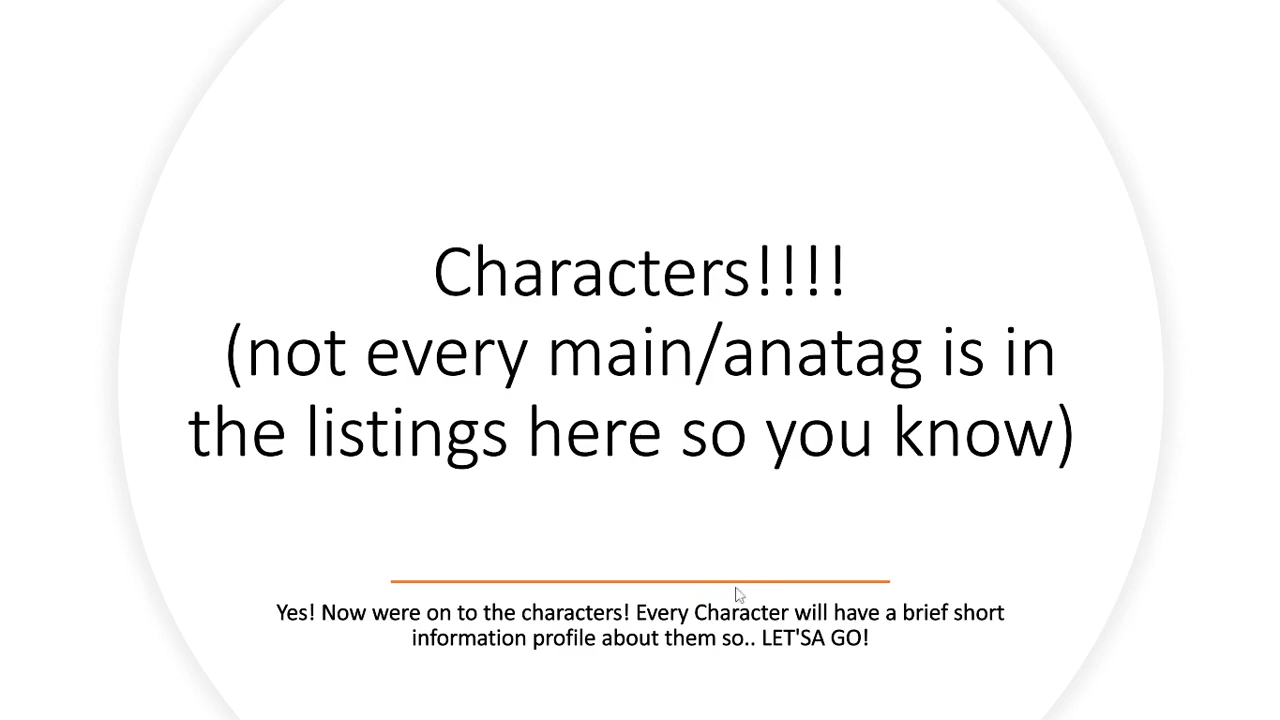 Characters!!!!
(not every main/anatag is in
the listings here so you know)
Yes! Now were on to the characters! Every Character will have a brief short
information profile about them so.. LET'SA GO!